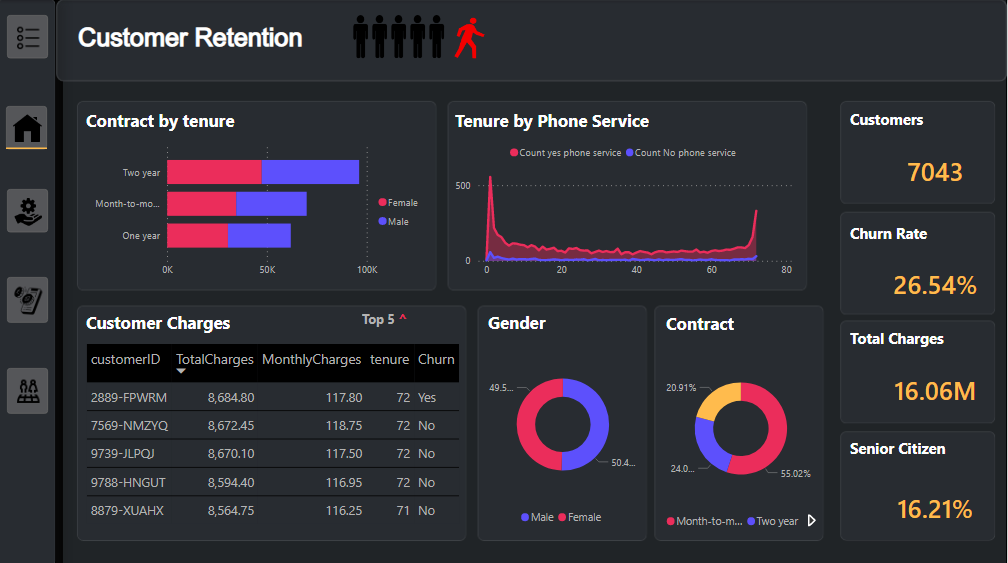 Customer Retention
Contract by tenure
Two year
Month-to-mo...
One year
0K 50K 100K
Female
Male
Tenure by Phone Service
Count yes phone service Count No phone service
500
0
0 20 40 60 80
Customers
7043
Churn Rate
26.54%
Total Charges
16.06M
Senior Citizen
16.21%
Customer Charges
Top 5 ^
customerID TotalCharges MonthlyCharges tenure Churn
2889-FPWRM 8,684.80 117.80 72 Yes
7569-NMZYQ 8,672.45 118.75 72 No
9739-JLPQJ 8,670.10 117.50 72 No
9788-HNGUT 8,594.40 116.95 72 No
8879-XUAHX 8,564.75 116.25 71 No
Gender
49.5...
50.4...
Male Female
Contract
20.91%
24.0...
55.02%
Month-to-m... Two year